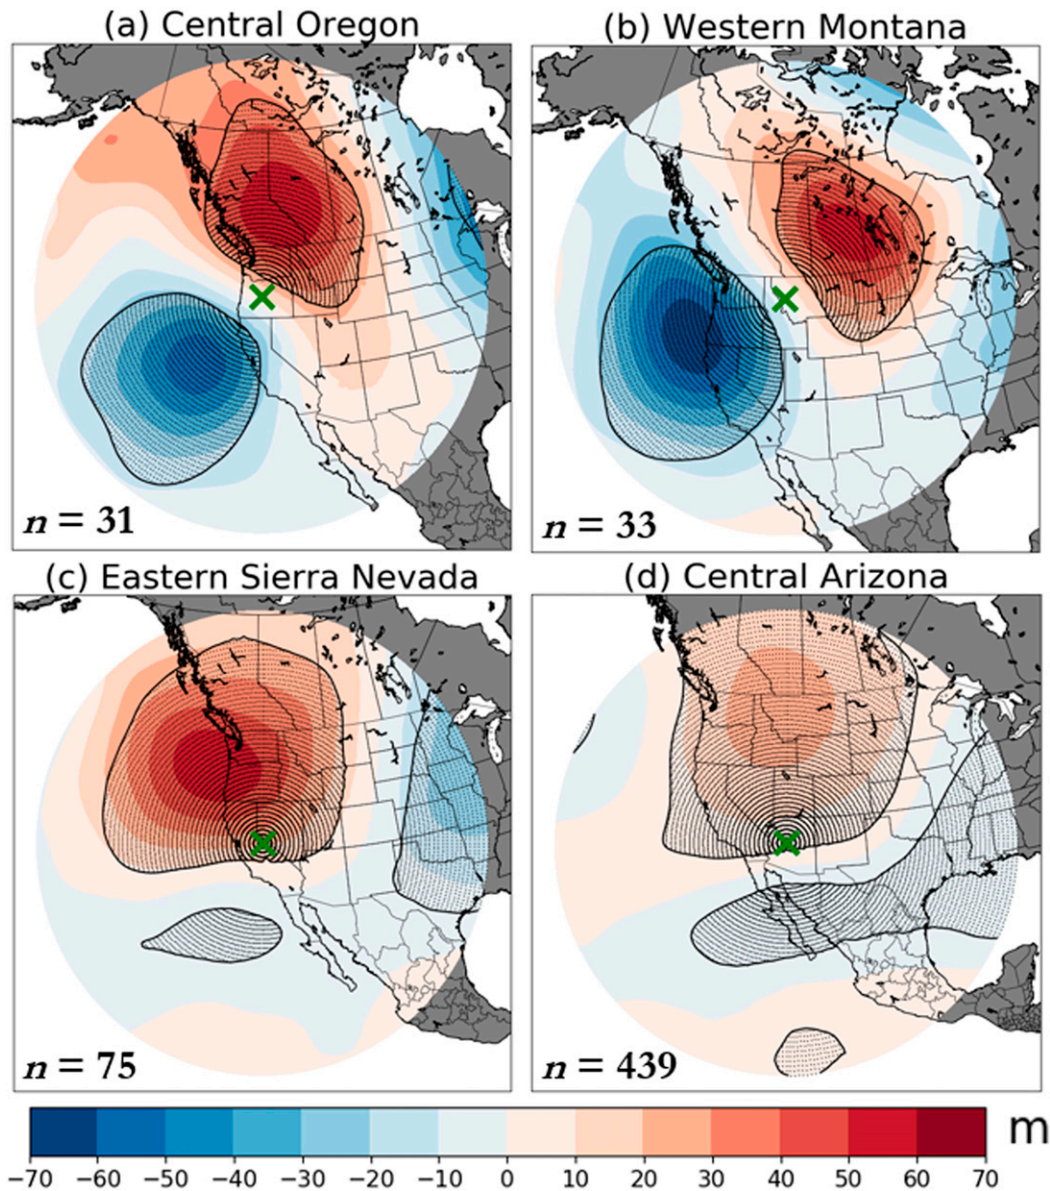 (a) Central Oregon
(b) Western Montana
n = 31
n = 33
(c) Eastern Sierra Nevada
(d) Central Arizona
n = 75
n = 439
m
−70 −60 −50 −40 −30 −20 −10 0 10 20 30 40 50 60 70